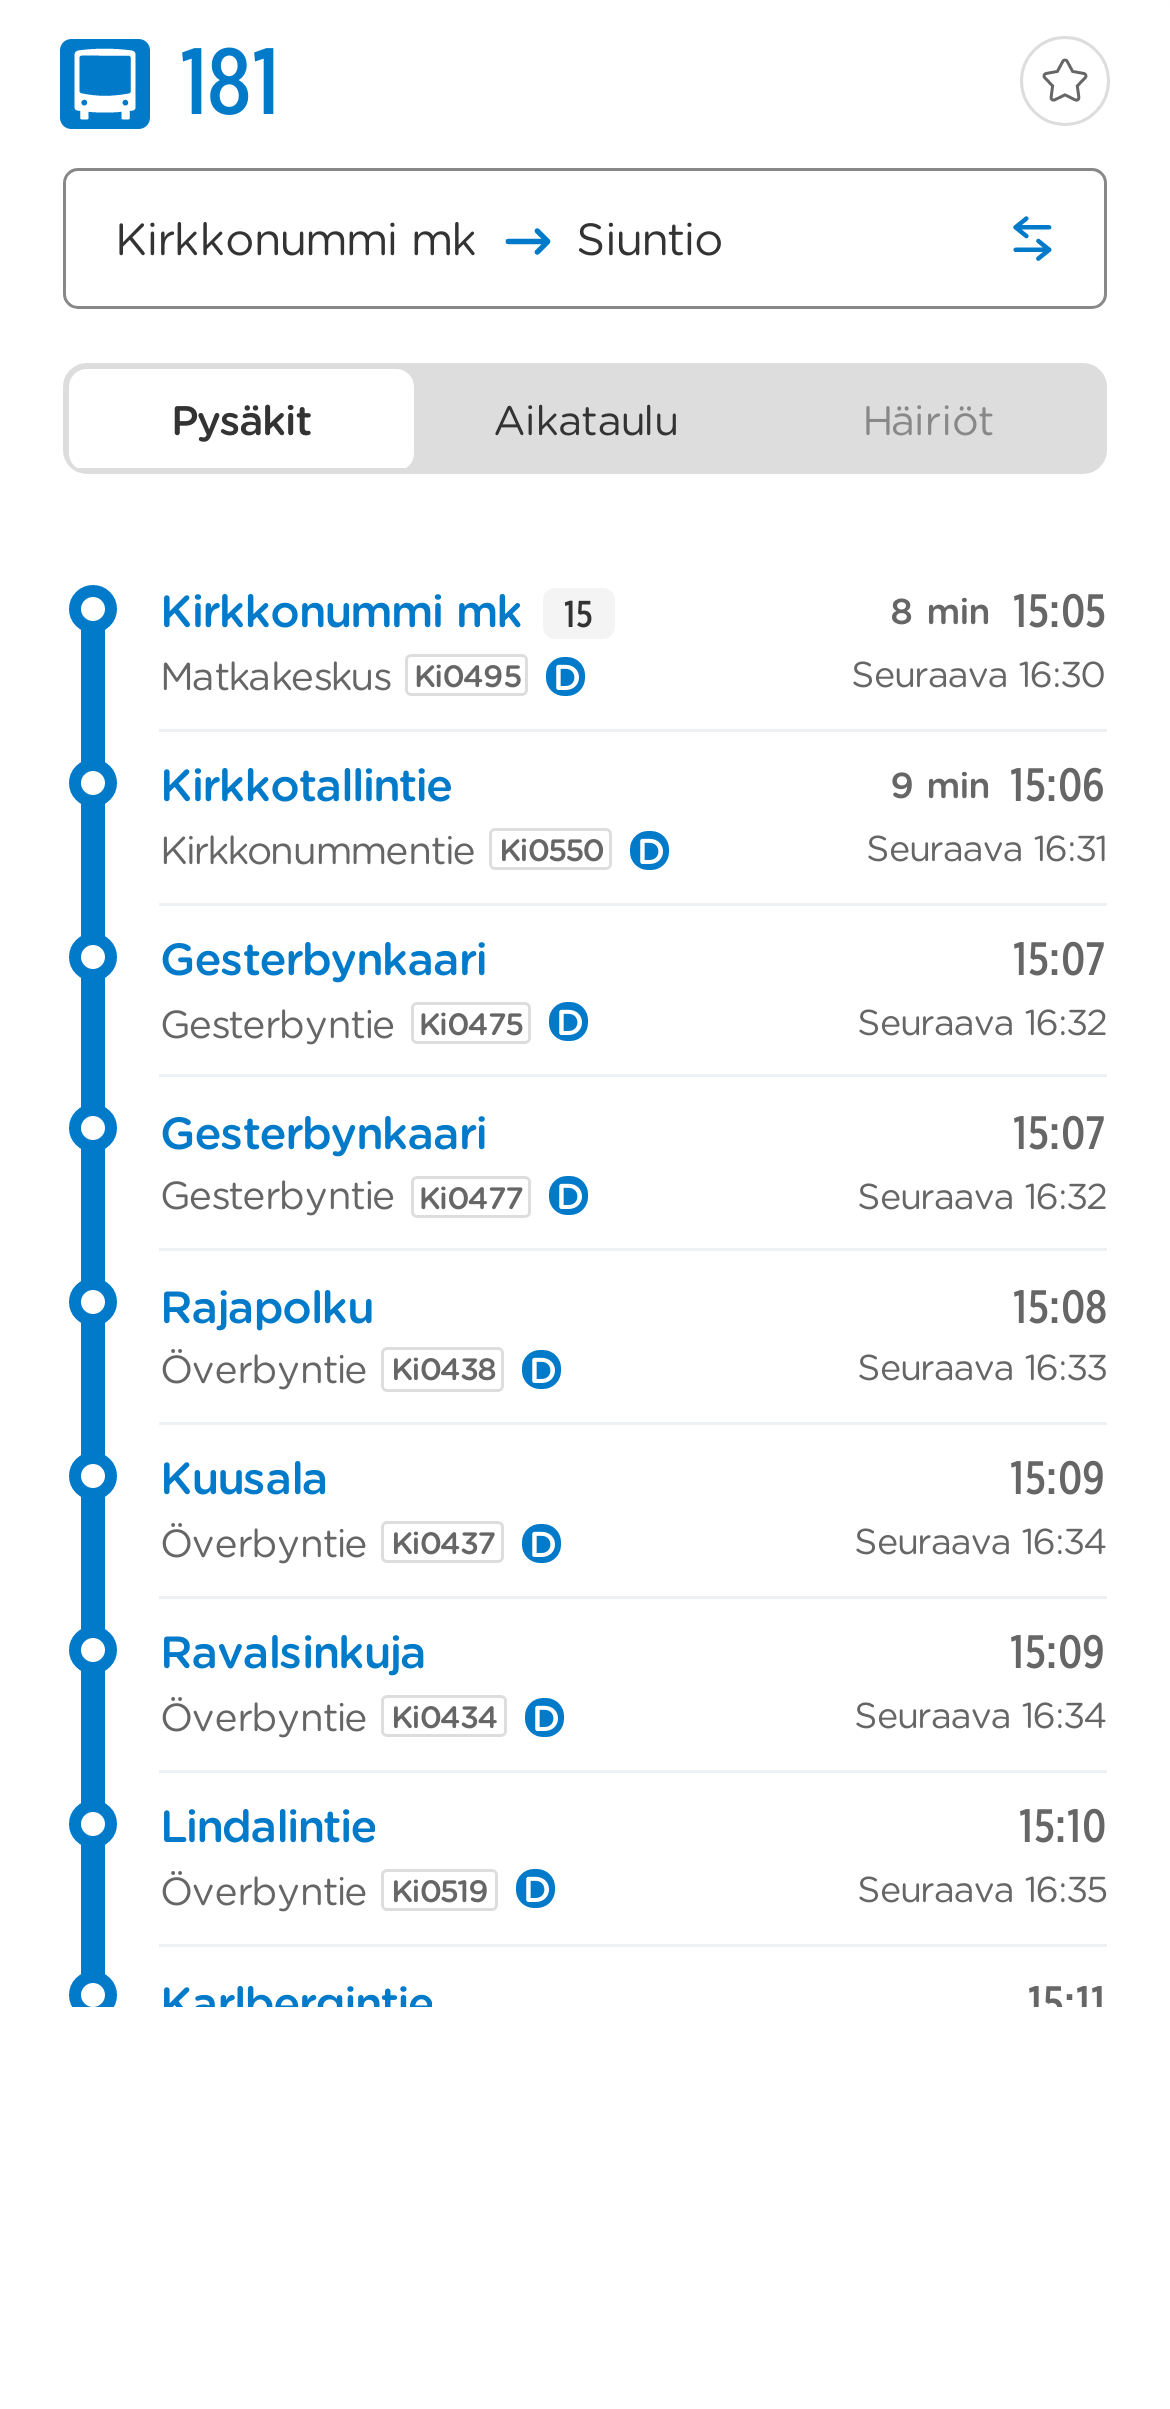 181
Kirkkonummi mk → Siuntio
Pysäkit Aikataulu Häiriöt
Kirkkonummi mk 15 8 min 15:05
Matkakeskus Ki0495 D Seuraava 16:30
Kirkkotallintie 9 min 15:06
Kirkkonummentie Ki0550 D Seuraava 16:31
Gesterbynkaari 15:07
Gesterbyntie Ki0475 D Seuraava 16:32
Gesterbynkaari 15:07
Gesterbyntie Ki0477 D Seuraava 16:32
Rajapolku 15:08
Överbyntie Ki0438 D Seuraava 16:33
Kuusala 15:09
Överbyntie Ki0437 D Seuraava 16:34
Ravalsinkuja 15:09
Överbyntie Ki0434 D Seuraava 16:34
Lindalintie 15:10
Överbyntie Ki0519 D Seuraava 16:35
Karlbergintie 15:11